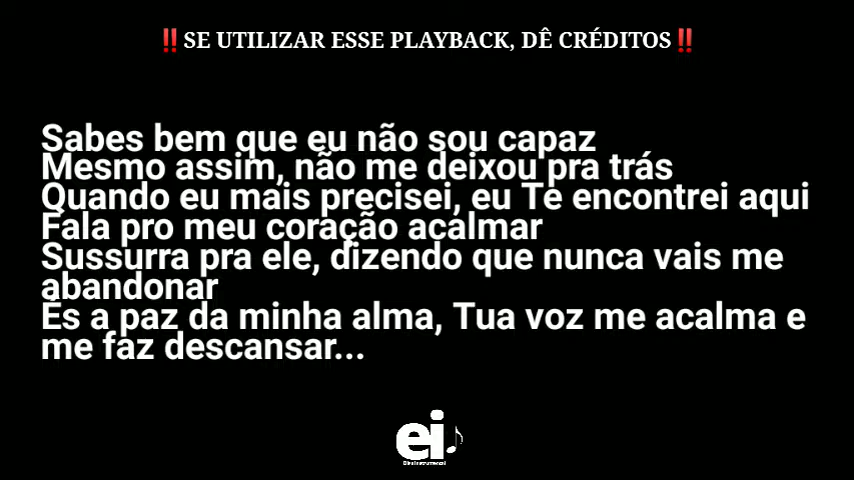 ‼️SE UTILIZAR ESSE PLAYBACK, DÊ CRÉDITOS‼️
Sabes bem que eu não sou capaz
Mesmo assim, não me deixou pra trás
Quando eu mais precisei, eu Te encontrei aqui
Fala pro meu coração acalmar
Sussurra pra ele, dizendo que nunca vais me
abandonar
És a paz da minha alma, Tua voz me acalma e
me faz descansar...
ei